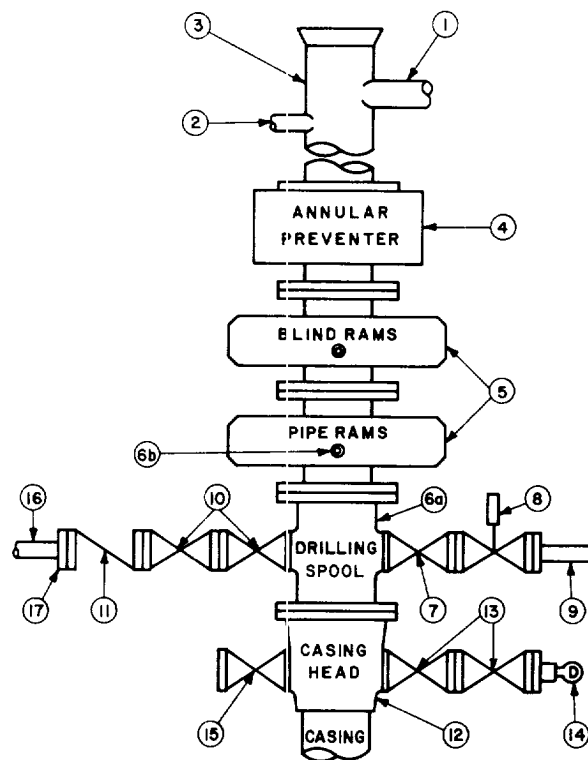 3
1
2
ANNULAR
PREVENTER
4
BLIND RAMS
5
PIPE RAMS
6b
16
10
6a
8
DRILLING
SPOOL
17
11
7
9
13
CASING
HEAD
15
12
14
CASING